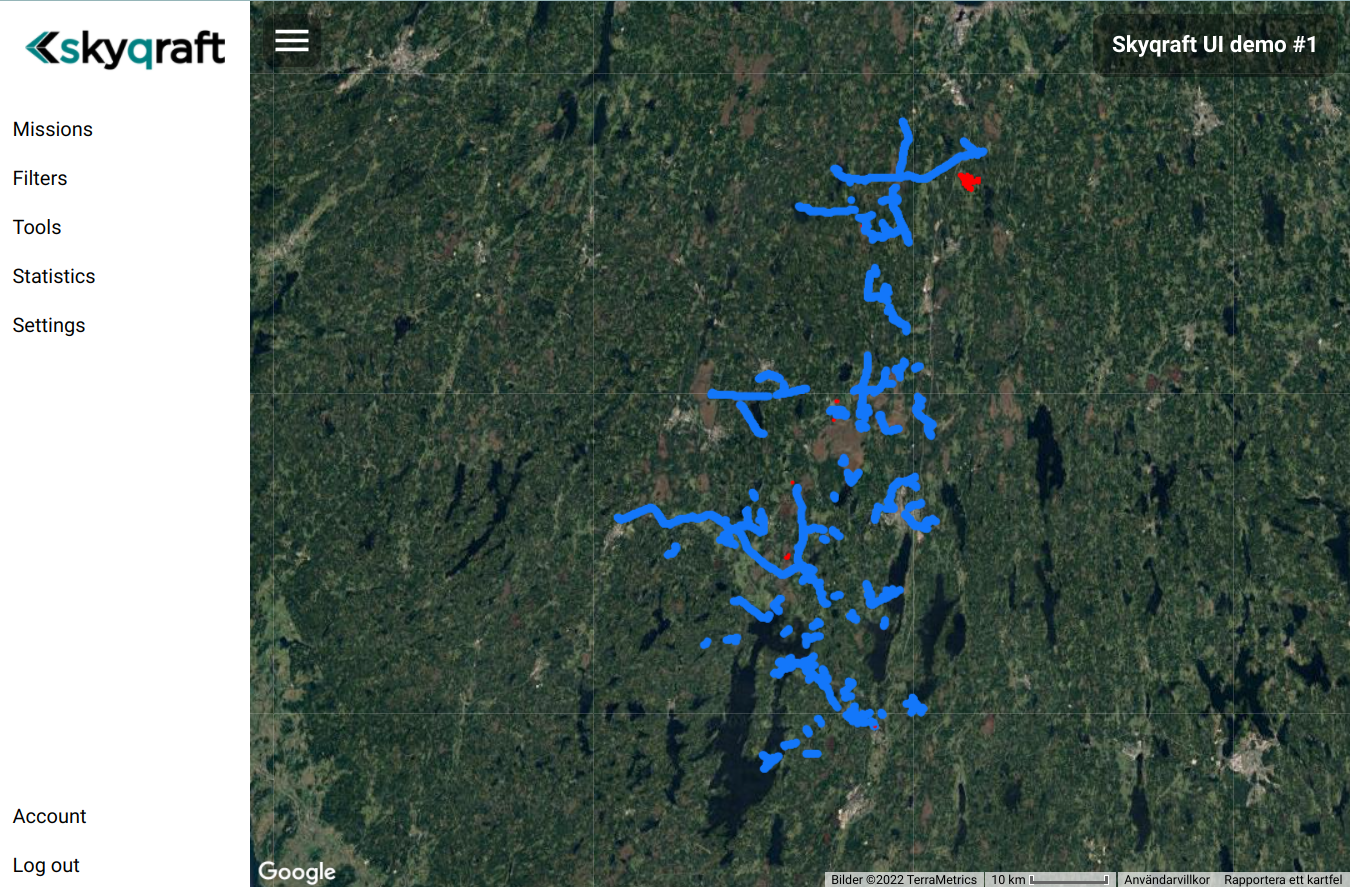 skyqraft
Skyqraft UI demo #1
Missions
Filters
Tools
Statistics
Settings
Account
Log out
Google
Bilder ©2022 TerraMetrics 10 km Användarvillkor Rapportera ett kartfel